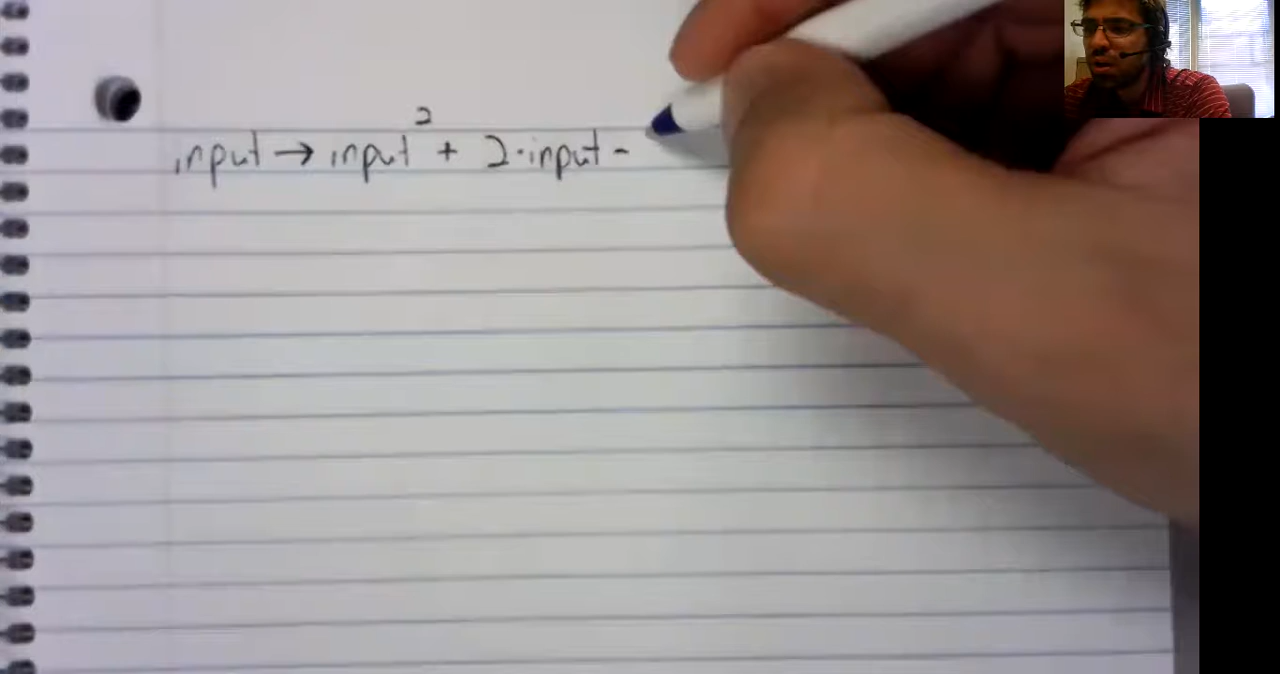 input → input² + 2·input -